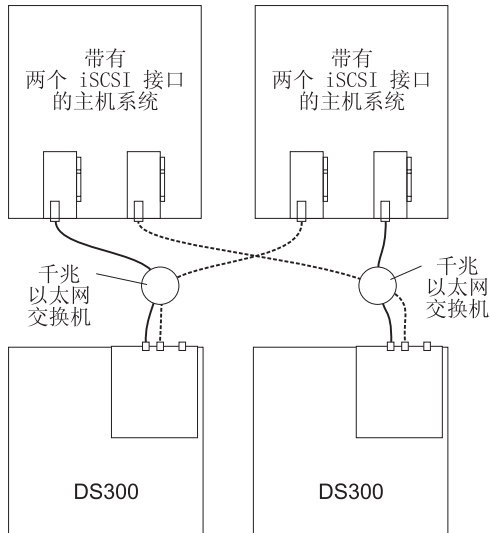 带有
两个 iSCSI 接口
的主机系统
带有
两个 iSCSI 接口
的主机系统
千兆
以太网
交换机
千兆
以太网
交换机
DS300
DS300